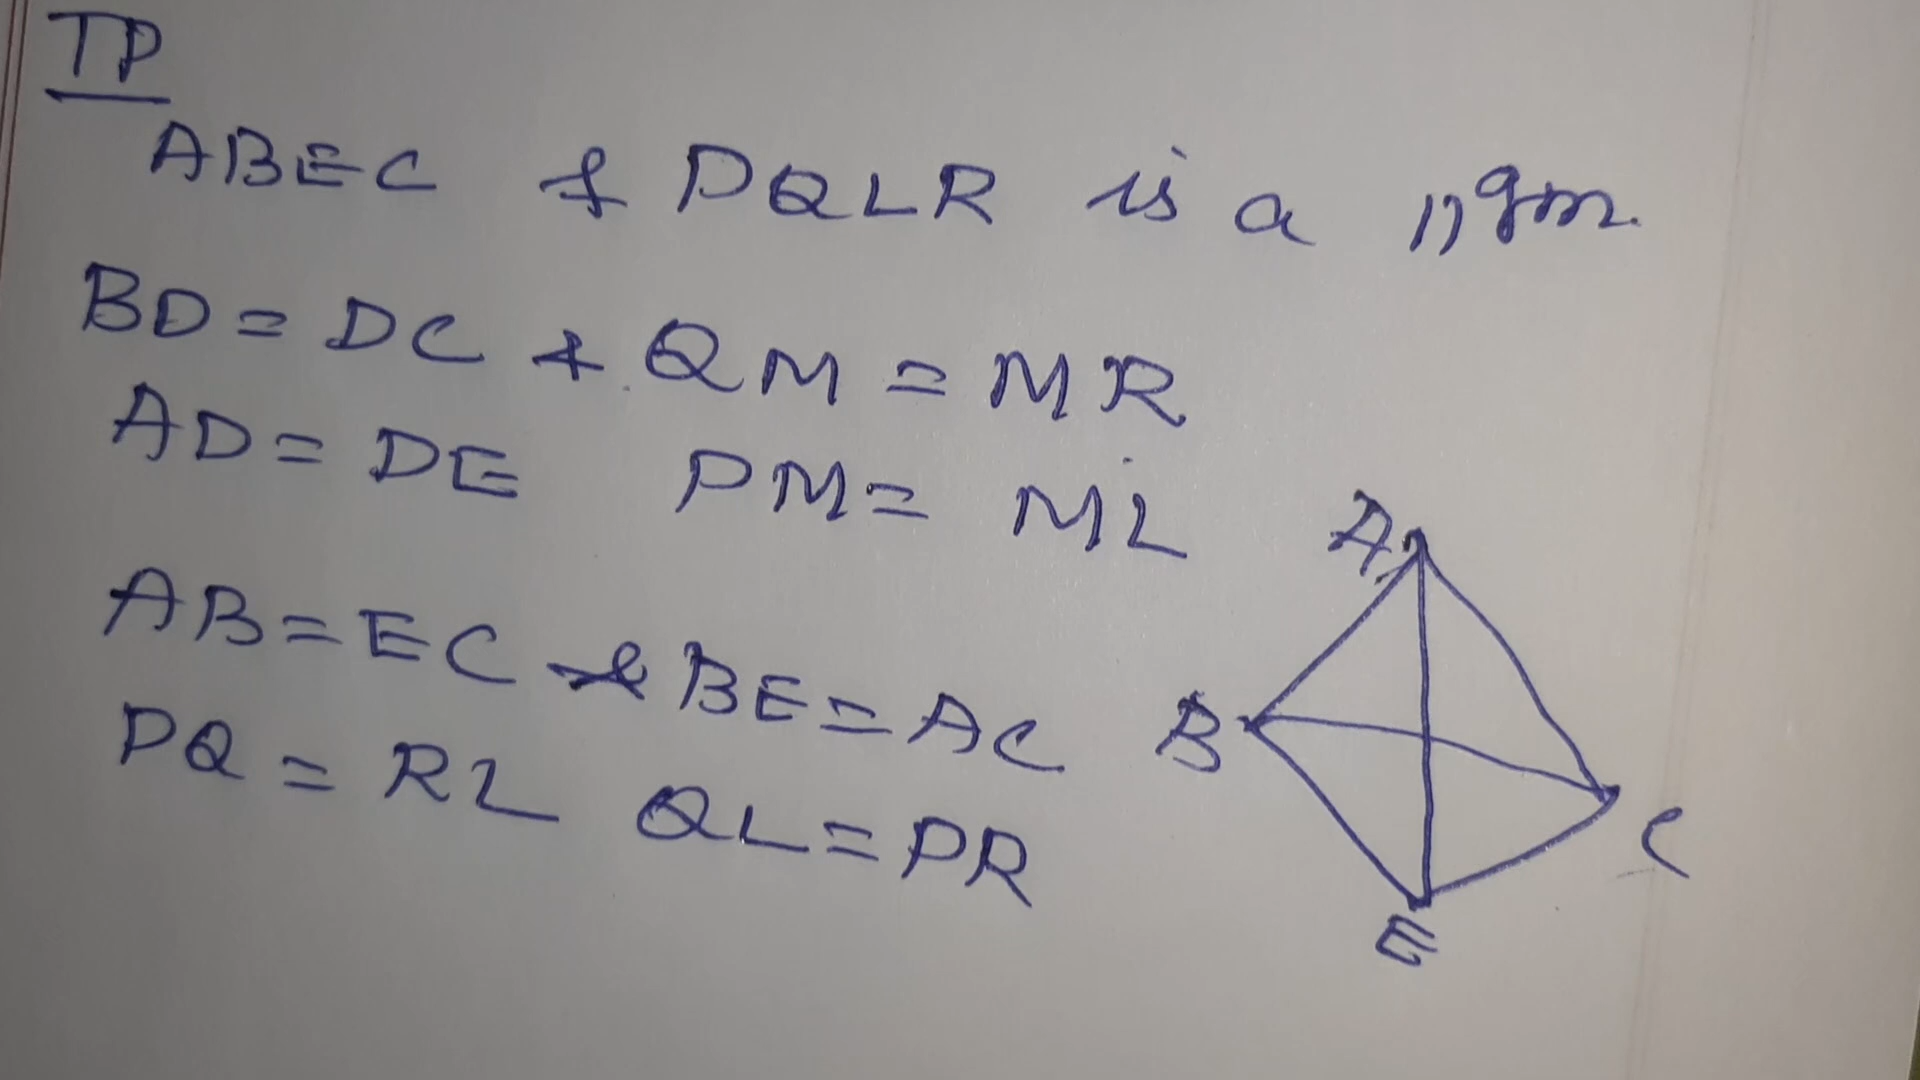 TP
ABEC & PQLR is a ||gm.
BD = DC & QM = MR
AD = DE PM = ML
AB = EC & BE = AC
PQ = RL QL = PR
A
B
C
E